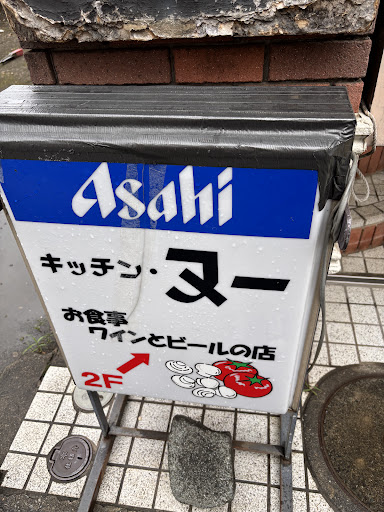 Asahi
キッチン・ヌー
お食事
ワインとビールの店
2F